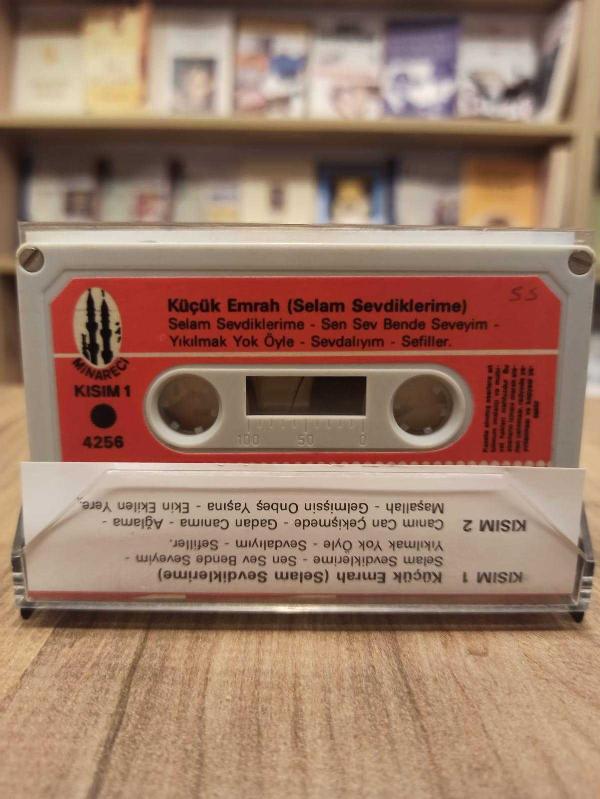 Küçük Emrah (Selam Sevdiklerime)
Selam Sevdiklerime - Sen Sev Bende Seveyim -
Yıkılmak Yok Öyle - Sevdalıyım - Sefiller.
SS
MİNARECİ
KISIM 1
4256
100 50 0
KISIM 1 Küçük Emrah (Selam Sevdiklerime)
Selam Sevdiklerime - Sen Sev Bende Seveyim -
Yıkılmak Yok Öyle - Sevdalıyım - Sefiller.
KISIM 2 Canım Can Çekişmede - Gadan Canıma - Ağlama -
Maşallah - Gelmişsin Onbeş Yaşına - Ekin Ekilen Yere.